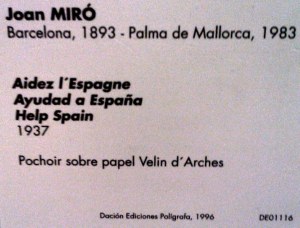 Joan MIRÓ
Barcelona, 1893 - Palma de Mallorca, 1983
Aidez l´Espagne
Ayudad a España
Help Spain
1937
Pochoir sobre papel Velin d´Arches
Dación Ediciones Polígrafa, 1996 DE01116